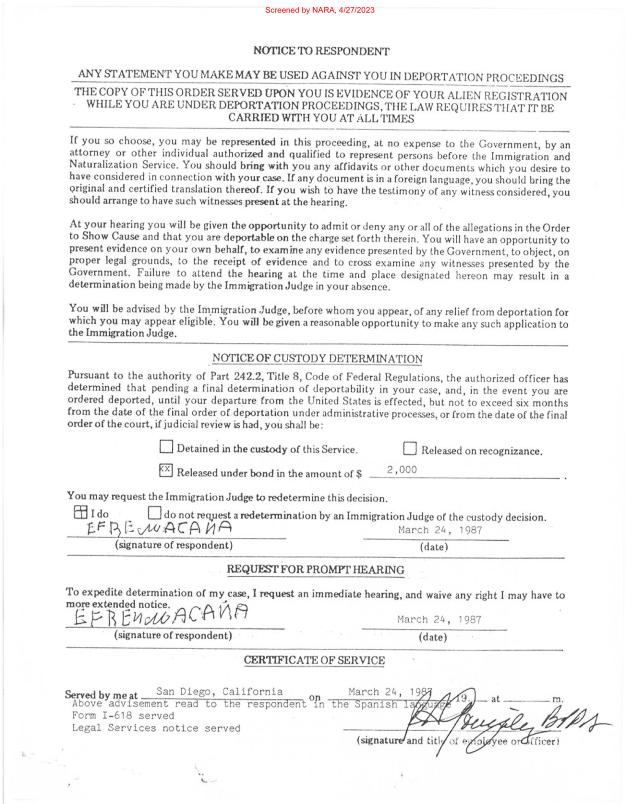 Screened by NARA, 4/27/2023
NOTICE TO RESPONDENT
ANY STATEMENT YOU MAKE MAY BE USED AGAINST YOU IN DEPORTATION PROCEEDINGS
THE COPY OF THIS ORDER SERVED UPON YOU IS EVIDENCE OF YOUR ALIEN REGISTRATION
WHILE YOU ARE UNDER DEPORTATION PROCEEDINGS, THE LAW REQUIRES THAT IT BE
CARRIED WITH YOU AT ALL TIMES
If you so choose, you may be represented in this proceeding, at no expense to the Government, by an
attorney or other individual authorized and qualified to represent persons before the Immigration and
Naturalization Service. You should bring with you any affidavits or other documents which you desire to
have considered in connection with your case. If any document is in a foreign language, you should bring the
original and certified translation thereof. If you wish to have the testimony of any witness considered, you
should arrange to have such witnesses present at the hearing.
At your hearing you will be given the opportunity to admit or deny any or all of the allegations in the Order
to Show Cause and that you are deportable on the charge set forth therein. You will have an opportunity to
present evidence on your own behalf, to examine any evidence presented by the Government, to object, on
proper legal grounds, to the receipt of evidence and to cross examine any witnesses presented by the
Government. Failure to attend the hearing at the time and place designated hereon may result in a
determination being made by the Immigration Judge in your absence.
You will be advised by the Immigration Judge, before whom you appear, of any relief from deportation for
which you may appear eligible. You will be given a reasonable opportunity to make any such application to
the Immigration Judge.
NOTICE OF CUSTODY DETERMINATION
Pursuant to the authority of Part 242.2, Title 8, Code of Federal Regulations, the authorized officer has
determined that pending a final determination of deportability in your case, and, in the event you are
ordered deported, until your departure from the United States is effected, but not to exceed six months
from the date of the final order of deportation under administrative processes, or from the date of the final
order of the court, if judicial review is had, you shall be:
Detained in the custody of this Service. Released on recognizance.
XX Released under bond in the amount of $ 2,000 .
You may request the Immigration Judge to redetermine this decision.
I do do not request a redetermination by an Immigration Judge of the custody decision.
EFREN ACAÑA March 24, 1987
(signature of respondent) (date)
REQUEST FOR PROMPT HEARING
To expedite determination of my case, I request an immediate hearing, and waive any right I may have to
more extended notice.
EFREN ACAÑA March 24, 1987
(signature of respondent) (date)
CERTIFICATE OF SERVICE
Served by me at San Diego, California on March 24, 1987 19 at m.
Above advisement read to the respondent in the Spanish language
Form I-618 served
Legal Services notice served
(signature and title of employee or officer)